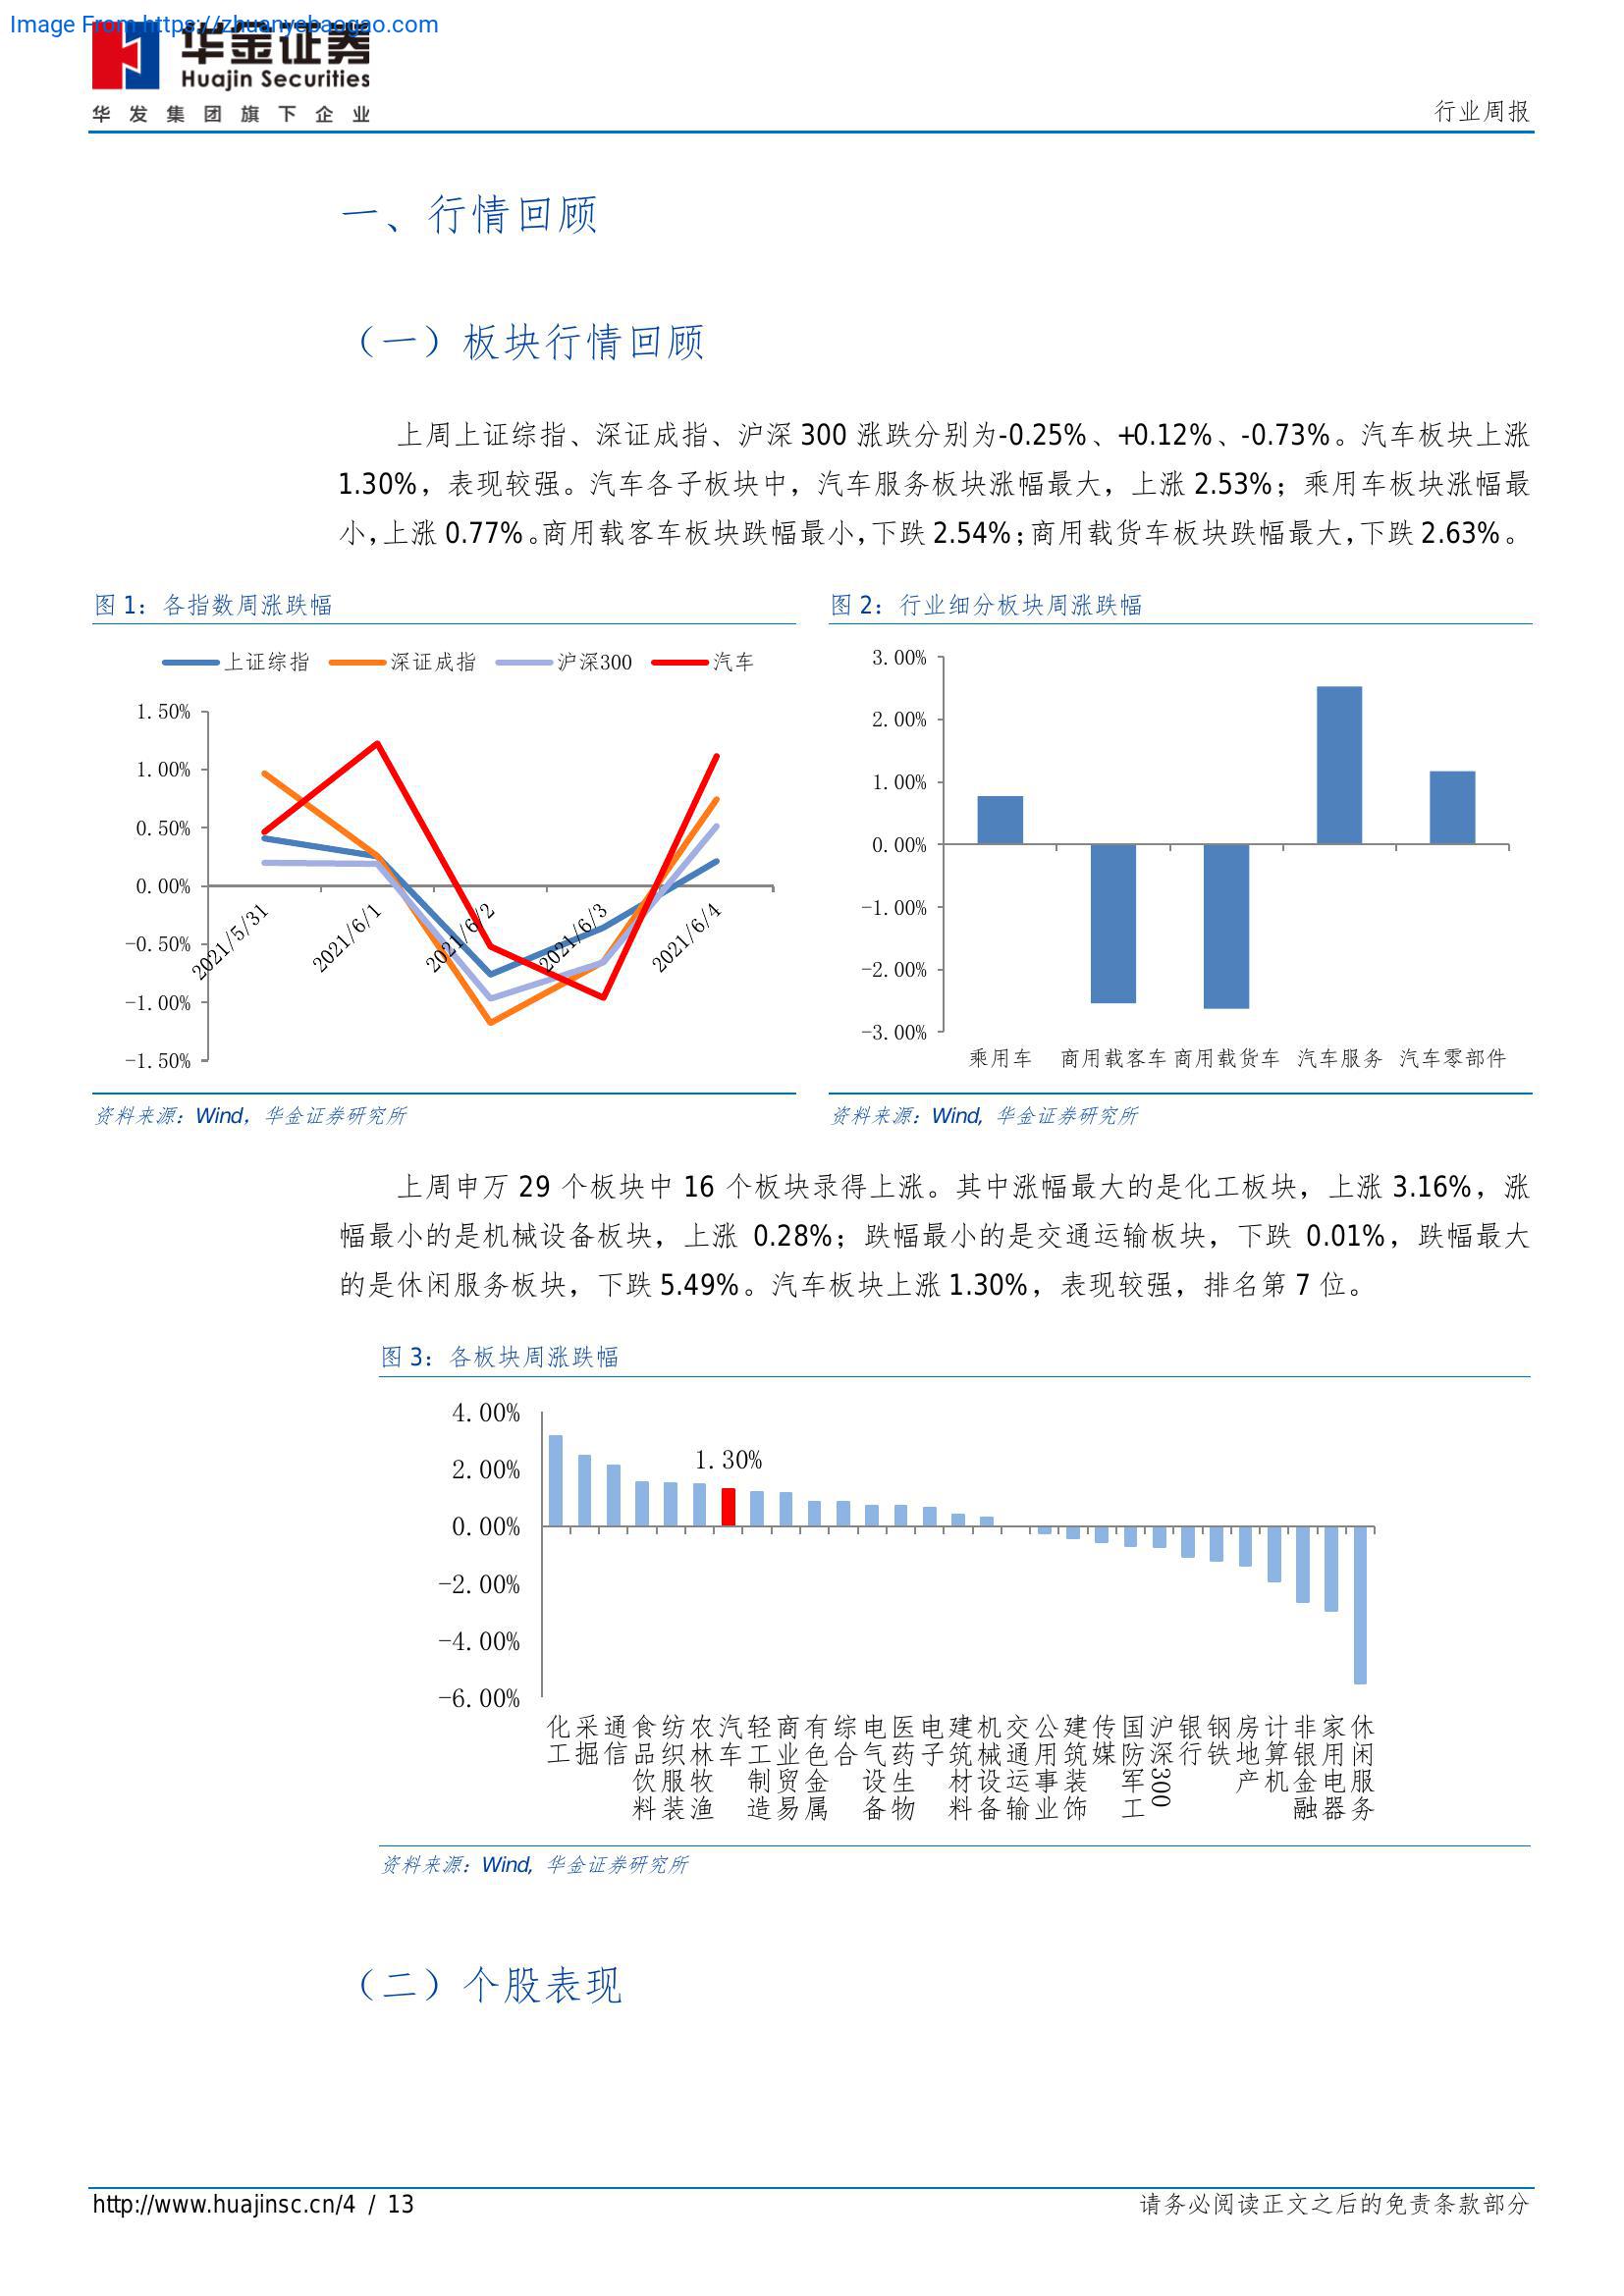 Image From https://zhuanyebaogao.com
华金证券
Huajin Securities
华发集团旗下企业
行业周报
一、行情回顾
（一）板块行情回顾
上周上证综指、深证成指、沪深 300 涨跌分别为-0.25%、+0.12%、-0.73%。汽车板块上涨
1.30%，表现较强。汽车各子板块中，汽车服务板块涨幅最大，上涨 2.53%；乘用车板块涨幅最
小，上涨 0.77%。商用载客车板块跌幅最小，下跌 2.54%；商用载货车板块跌幅最大，下跌 2.63%。
图 1：各指数周涨跌幅
上证综指 深证成指 沪深300 汽车
1.50%
1.00%
0.50%
0.00%
-0.50%
-1.00%
-1.50%
2021/5/31 2021/6/1 2021/6/2 2021/6/3 2021/6/4
资料来源：Wind，华金证券研究所
图 2：行业细分板块周涨跌幅
3.00%
2.00%
1.00%
0.00%
-1.00%
-2.00%
-3.00%
乘用车 商用载客车 商用载货车 汽车服务 汽车零部件
资料来源：Wind, 华金证券研究所
上周申万 29 个板块中 16 个板块录得上涨。其中涨幅最大的是化工板块，上涨 3.16%，涨
幅最小的是机械设备板块，上涨 0.28%；跌幅最小的是交通运输板块，下跌 0.01%，跌幅最大
的是休闲服务板块，下跌 5.49%。汽车板块上涨 1.30%，表现较强，排名第 7 位。
图 3：各板块周涨跌幅
4.00%
2.00%
0.00%
-2.00%
-4.00%
-6.00%
1.30%
化工 采掘 通信 食品饮料 纺织服装 农林牧渔 汽车 轻工制造 商业贸易 有色金属 综合 电气设备 医药生物 电子 建筑材料 机械设备 交通运输 公用事业 建筑装饰 传媒 国防军工 沪深300 银行 钢铁 房地产 计算机 非银金融 家用电器 休闲服务
资料来源：Wind, 华金证券研究所
（二）个股表现
http://www.huajinsc.cn/4 / 13
请务必阅读正文之后的免责条款部分